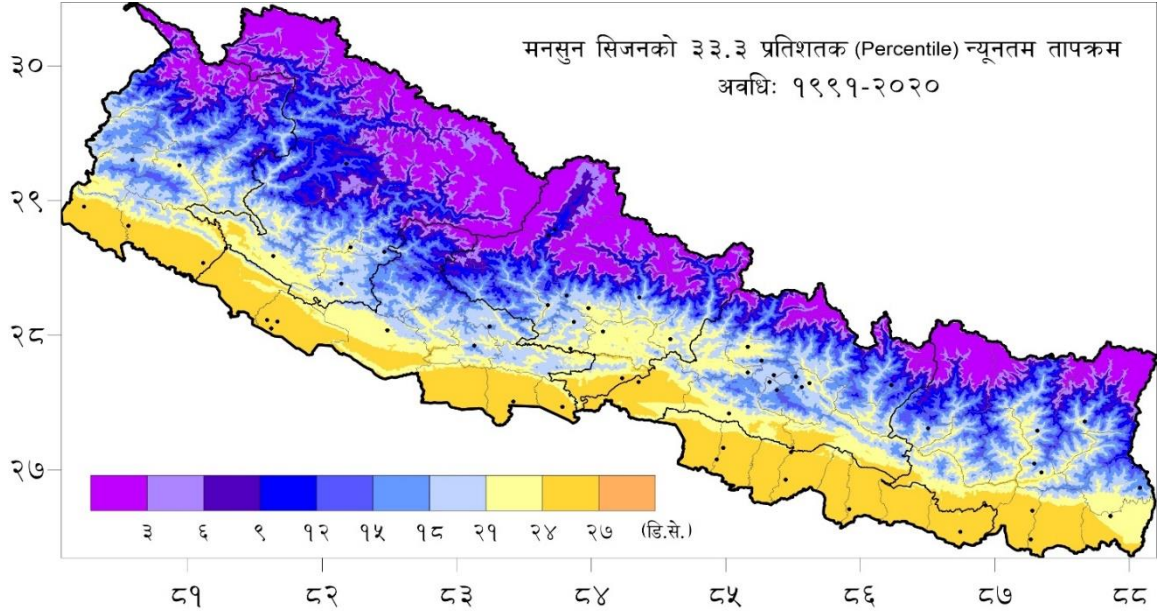 मनसुन सिजनको ३३.३ प्रतिशतक (Percentile) न्यूनतम तापक्रम
अवधिः १९९१-२०२०
३०
२९
२८
२७
३ ६ ९ १२ १५ १८ २१ २४ २७ (डि.से.)
८१ ८२ ८३ ८४ ८५ ८६ ८७ ८८